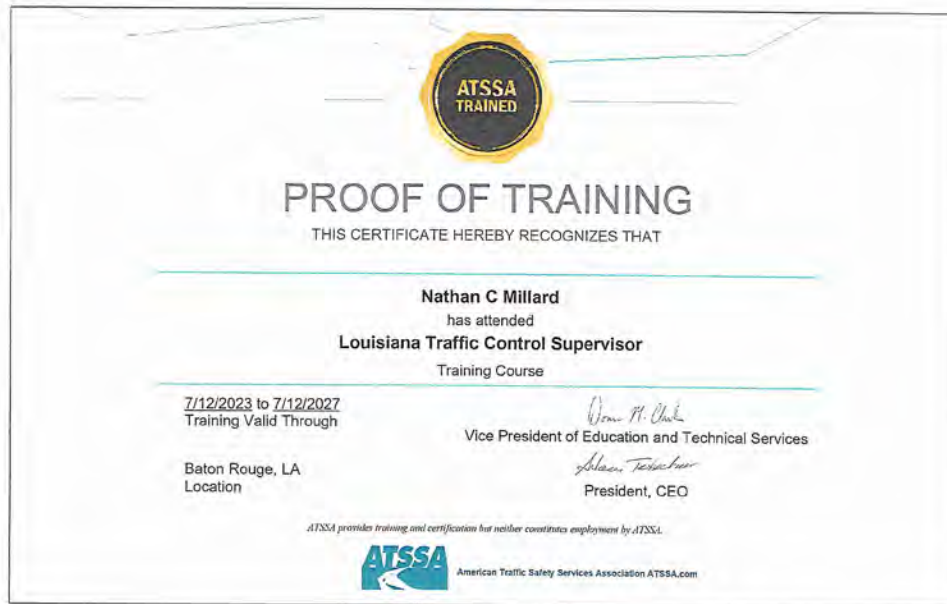 ATSSA
TRAINED
PROOF OF TRAINING
THIS CERTIFICATE HEREBY RECOGNIZES THAT
Nathan C Millard
has attended
Louisiana Traffic Control Supervisor
Training Course
7/12/2023 to 7/12/2027
Training Valid Through
Vice President of Education and Technical Services
Baton Rouge, LA
Location
President, CEO
ATSSA provides training and certification but neither constitutes employment by ATSSA.
ATSSA
American Traffic Safety Services Association ATSSA.com